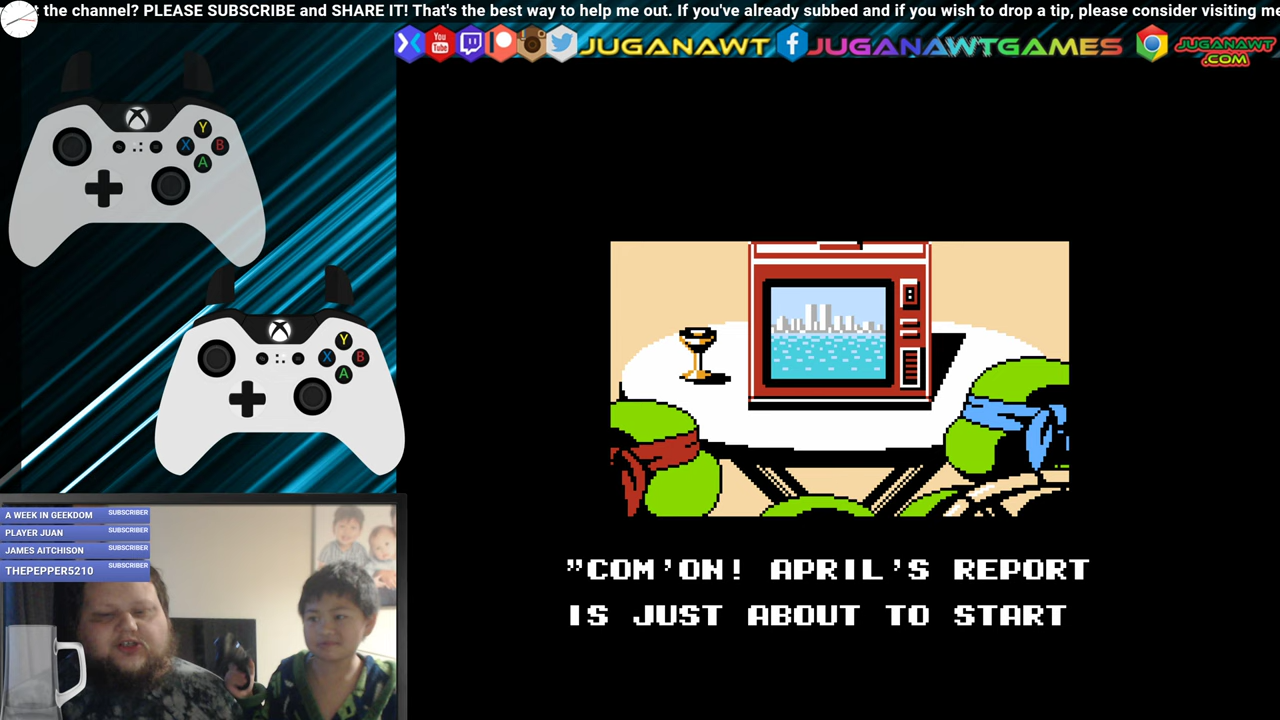 t the channel? PLEASE SUBSCRIBE and SHARE IT! That's the best way to help me out. If you've already subbed and if you wish to drop a tip, please consider visiting me
You Tube JUGANAWT JUGANAWTGAMES JUGANAWT
.COM
Y
X B
A
Y
X B
A
A WEEK IN GEEKDOM SUBSCRIBER
PLAYER JUAN SUBSCRIBER
JAMES AITCHISON SUBSCRIBER
THEPEPPER5210 SUBSCRIBER
"COM'ON! APRIL'S REPORT
IS JUST ABOUT TO START